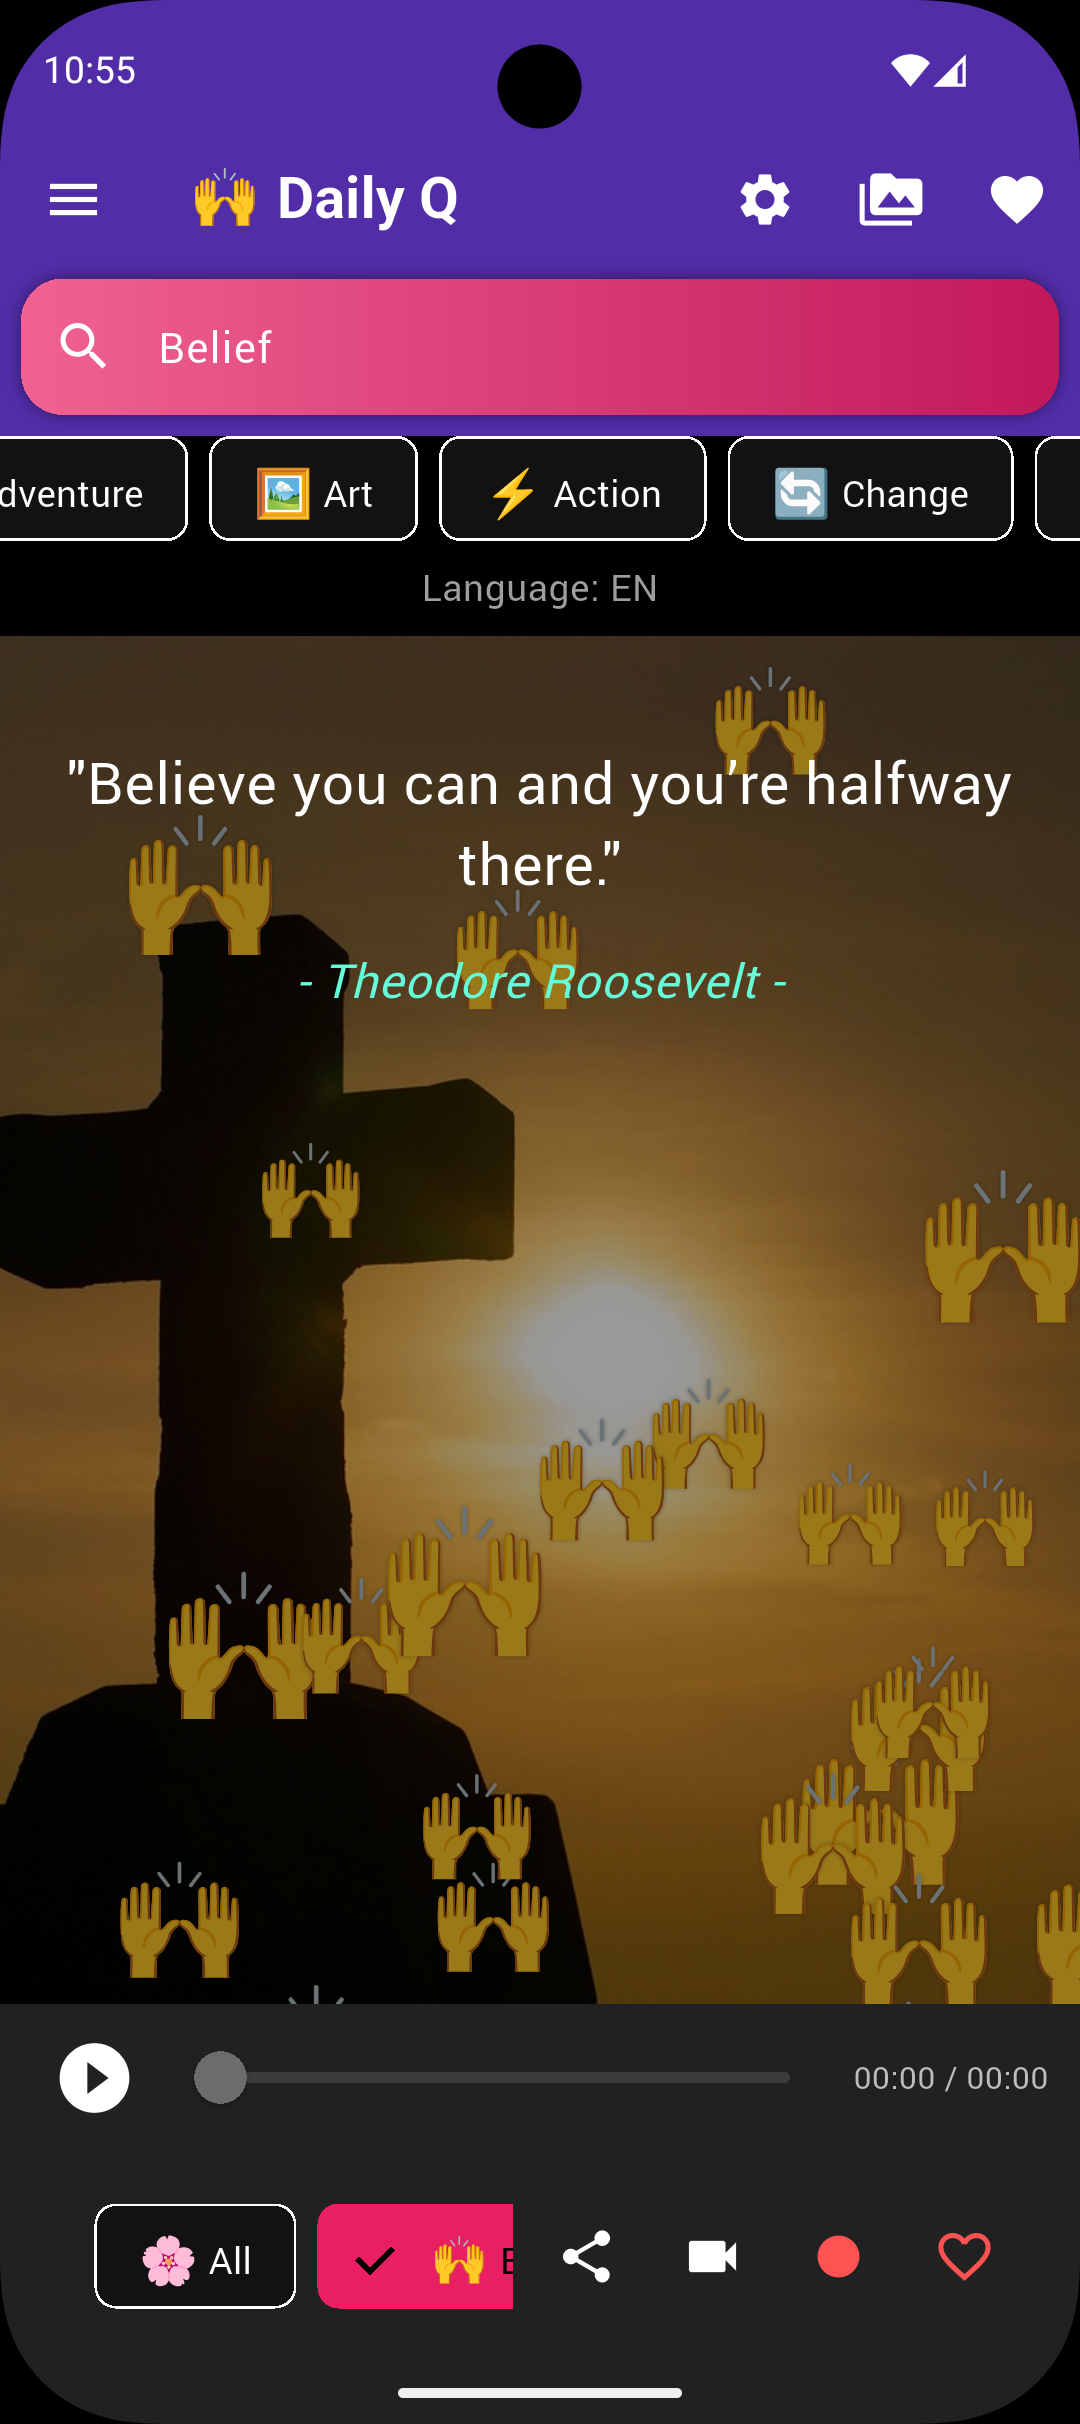 10:55
🙌 Daily Q
Belief
dventure
🖼️ Art
⚡ Action
🔄 Change
Language: EN
"Believe you can and you’re halfway
there."
- Theodore Roosevelt -
00:00 / 00:00
🌸 All